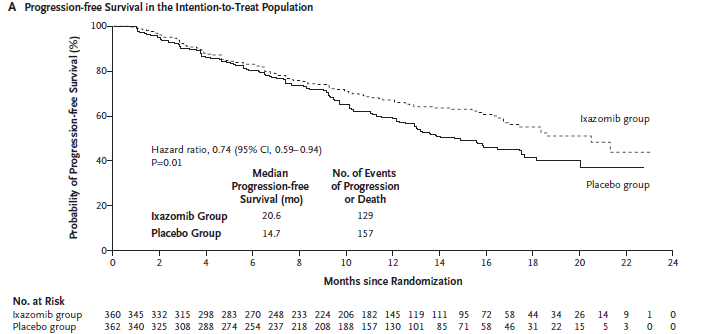 A Progression-free Survival in the Intention-to-Treat Population
Probability of Progression-free Survival (%)
100
80
60
40
20
0
Ixazomib group
Placebo group
Hazard ratio, 0.74 (95% CI, 0.59–0.94)
P=0.01
Median Progression-free Survival (mo)
No. of Events of Progression or Death
Ixazomib Group 20.6 129
Placebo Group 14.7 157
0 2 4 6 8 10 12 14 16 18 20 22 24
Months since Randomization
No. at Risk
Ixazomib group 360 345 332 315 298 283 270 248 233 224 206 182 145 119 111 95 72 58 44 34 26 14 9 1 0
Placebo group 362 340 325 308 288 274 254 237 218 208 188 157 130 101 85 71 58 46 31 22 15 5 3 0 0